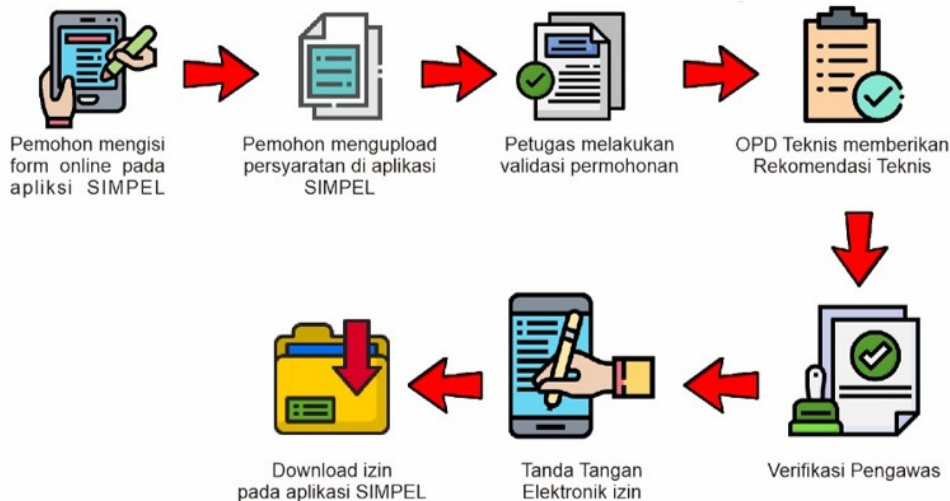 Pemohon mengisi
form online pada
apliksi SIMPEL
Pemohon mengupload
persyaratan di aplikasi
SIMPEL
Petugas melakukan
validasi permohonan
OPD Teknis memberikan
Rekomendasi Teknis
Download izin
pada aplikasi SIMPEL
Tanda Tangan
Elektronik izin
Verifikasi Pengawas